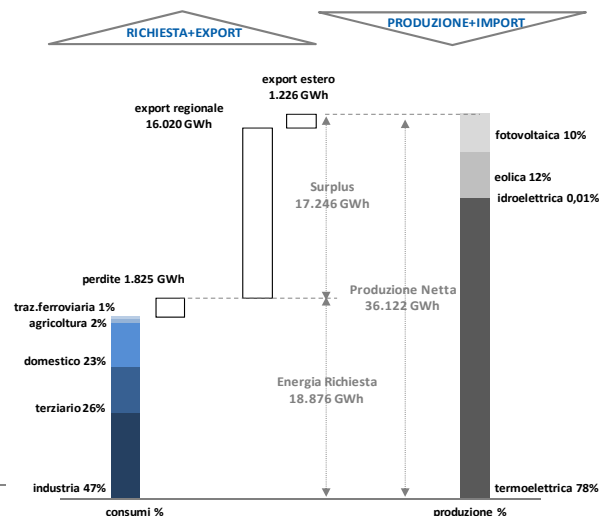 RICHIESTA+EXPORT
PRODUZIONE+IMPORT
export estero
1.226 GWh
export regionale
16.020 GWh
fotovoltaica 10%
eolica 12%
idroelettrica 0,01%
Surplus
17.246 GWh
perdite 1.825 GWh
Produzione Netta
36.122 GWh
traz.ferroviaria 1%
agricoltura 2%
domestico 23%
Energia Richiesta
18.876 GWh
terziario 26%
industria 47%
termoelettrica 78%
consumi %
produzione %